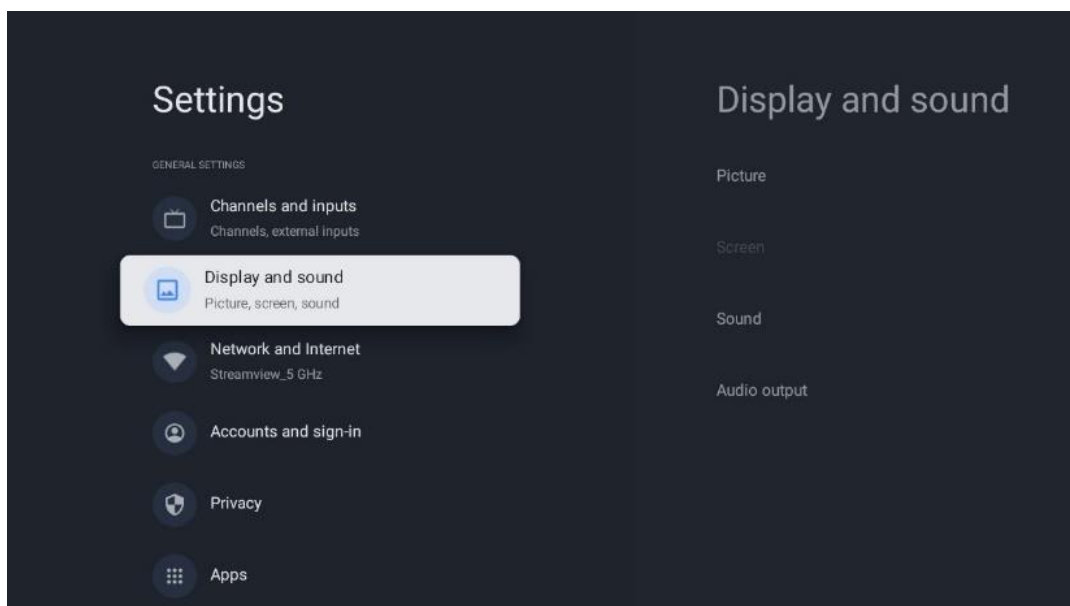 Settings
GENERAL SETTINGS
Channels and inputs
Channels, external inputs
Display and sound
Picture, screen, sound
Network and Internet
Streamview_5 GHz
Accounts and sign-in
Privacy
Apps
Display and sound
Picture
Screen
Sound
Audio output